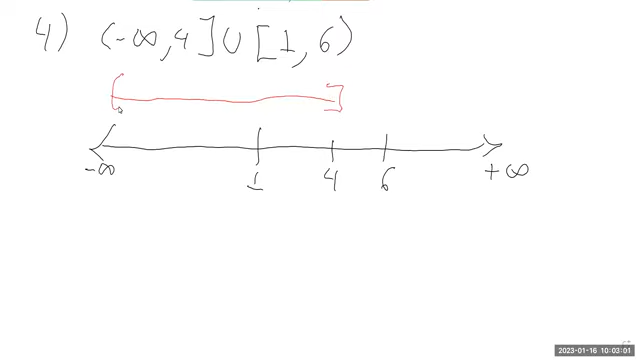 4) (-∞, 4] ∪ [1, 6)
-∞ 1 4 6 +∞
2023-01-16 10:03:01